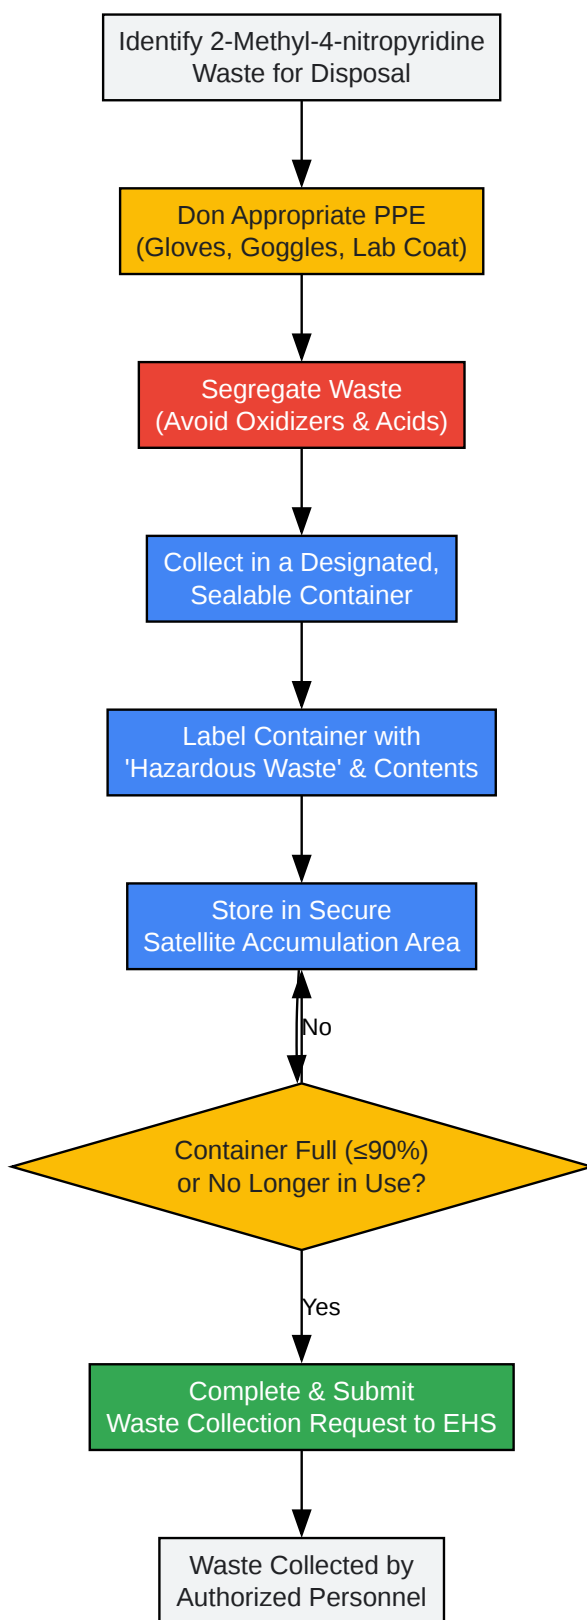 Identify 2-Methyl-4-nitropyridine
Waste for Disposal
Don Appropriate PPE
(Gloves, Goggles, Lab Coat)
Segregate Waste
(Avoid Oxidizers & Acids)
Collect in a Designated,
Sealable Container
Label Container with
'Hazardous Waste' & Contents
Store in Secure
Satellite Accumulation Area
No
Container Full (≤90%)
or No Longer in Use?
Yes
Complete & Submit
Waste Collection Request to EHS
Waste Collected by
Authorized Personnel